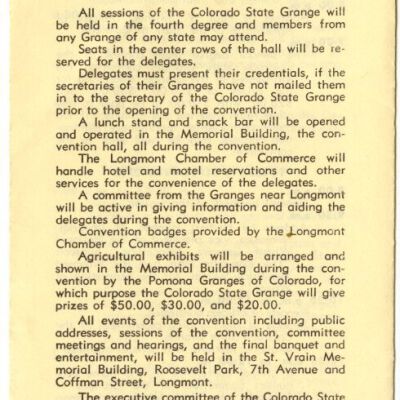 All sessions of the Colorado State Grange will
be held in the fourth degree and members from
any Grange of any state may attend.
Seats in the center rows of the hall will be re-
served for the delegates.
Delegates must present their credentials, if the
secretaries of their Granges have not mailed them
in to the secretary of the Colorado State Grange
prior to the opening of the convention.
A lunch stand and snack bar will be opened
and operated in the Memorial Building, the con-
vention hall, all during the convention.
The Longmont Chamber of Commerce will
handle hotel and motel reservations and other
services for the convenience of the delegates.
A committee from the Granges near Longmont
will be active in giving information and aiding the
delegates during the convention.
Convention badges provided by the Longmont
Chamber of Commerce.
Agricultural exhibits will be arranged and
shown in the Memorial Building during the con-
vention by the Pomona Granges of Colorado, for
which purpose the Colorado State Grange will give
prizes of $50.00, $30.00, and $20.00.
All events of the convention including public
addresses, sessions of the convention, committee
meetings and hearings, and the final banquet and
entertainment, will be held in the St. Vrain Me-
morial Building, Roosevelt Park, 7th Avenue and
Coffman Street, Longmont.
The executive committee of the Colorado State